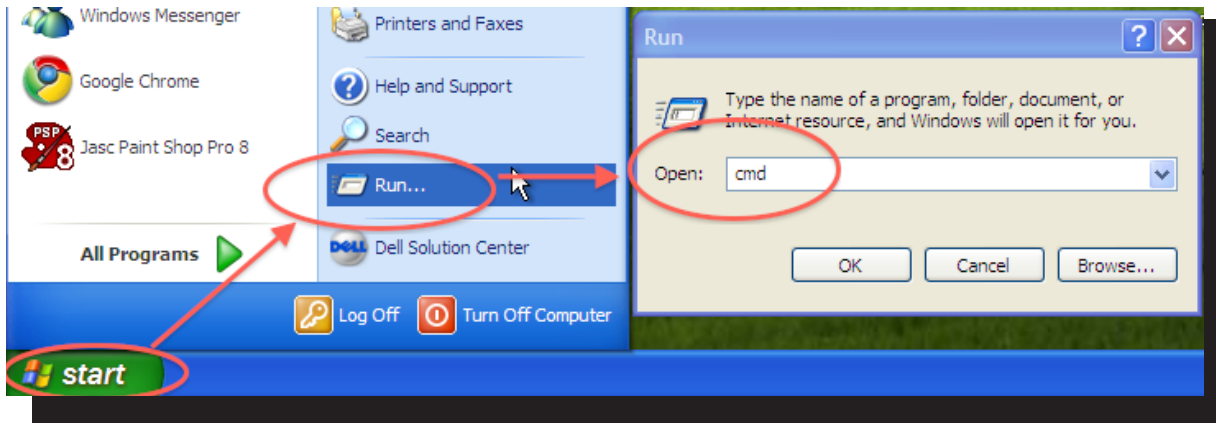 Windows Messenger
Google Chrome
PSP
8
Jasc Paint Shop Pro 8
All Programs
Printers and Faxes
Help and Support
Search
Run...
DELL
Dell Solution Center
Log Off
Turn Off Computer
start
Run
Type the name of a program, folder, document, or
Internet resource, and Windows will open it for you.
Open:
cmd
OK
Cancel
Browse...